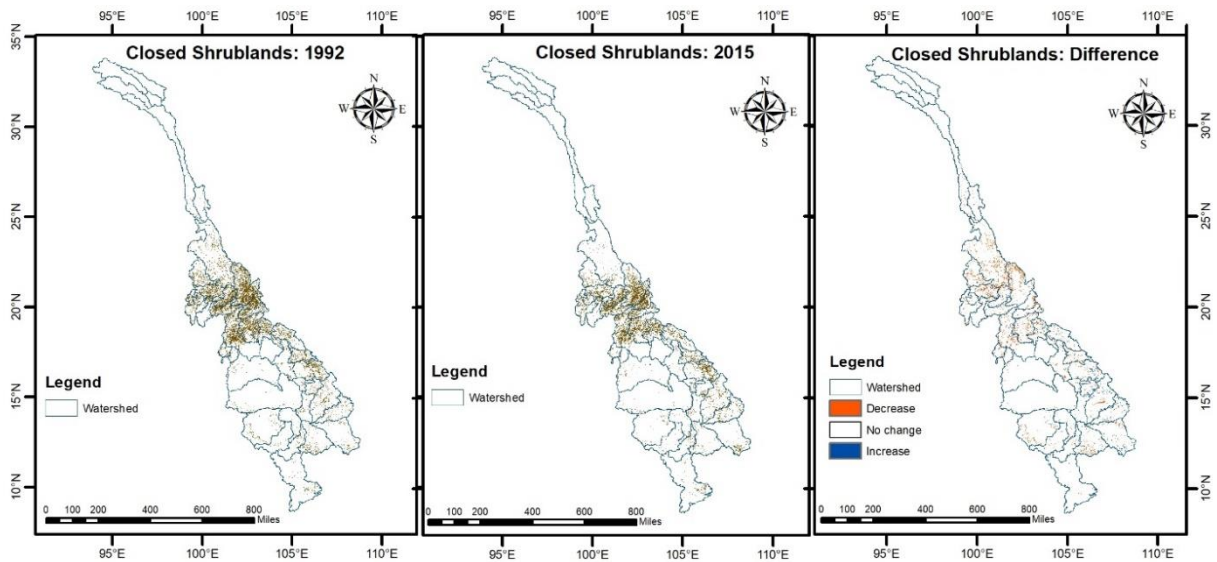 95°E 100°E 105°E 110°E 95°E 100°E 105°E 110°E 95°E 100°E 105°E 110°E
35°N
Closed Shrublands: 1992
Closed Shrublands: 2015
Closed Shrublands: Difference
N
W E
S
N
W E
S
N
W E
S
30°N
25°N
20°N
15°N
10°N
30°N
25°N
20°N
15°N
10°N
Legend
Watershed
Legend
Watershed
Legend
Watershed
Decrease
No change
Increase
0 100 200 400 600 800
Miles
0 100 200 400 600 800
Miles
0 100 200 400 600 800
Miles
95°E 100°E 105°E 110°E 95°E 100°E 105°E 110°E 95°E 100°E 105°E 110°E